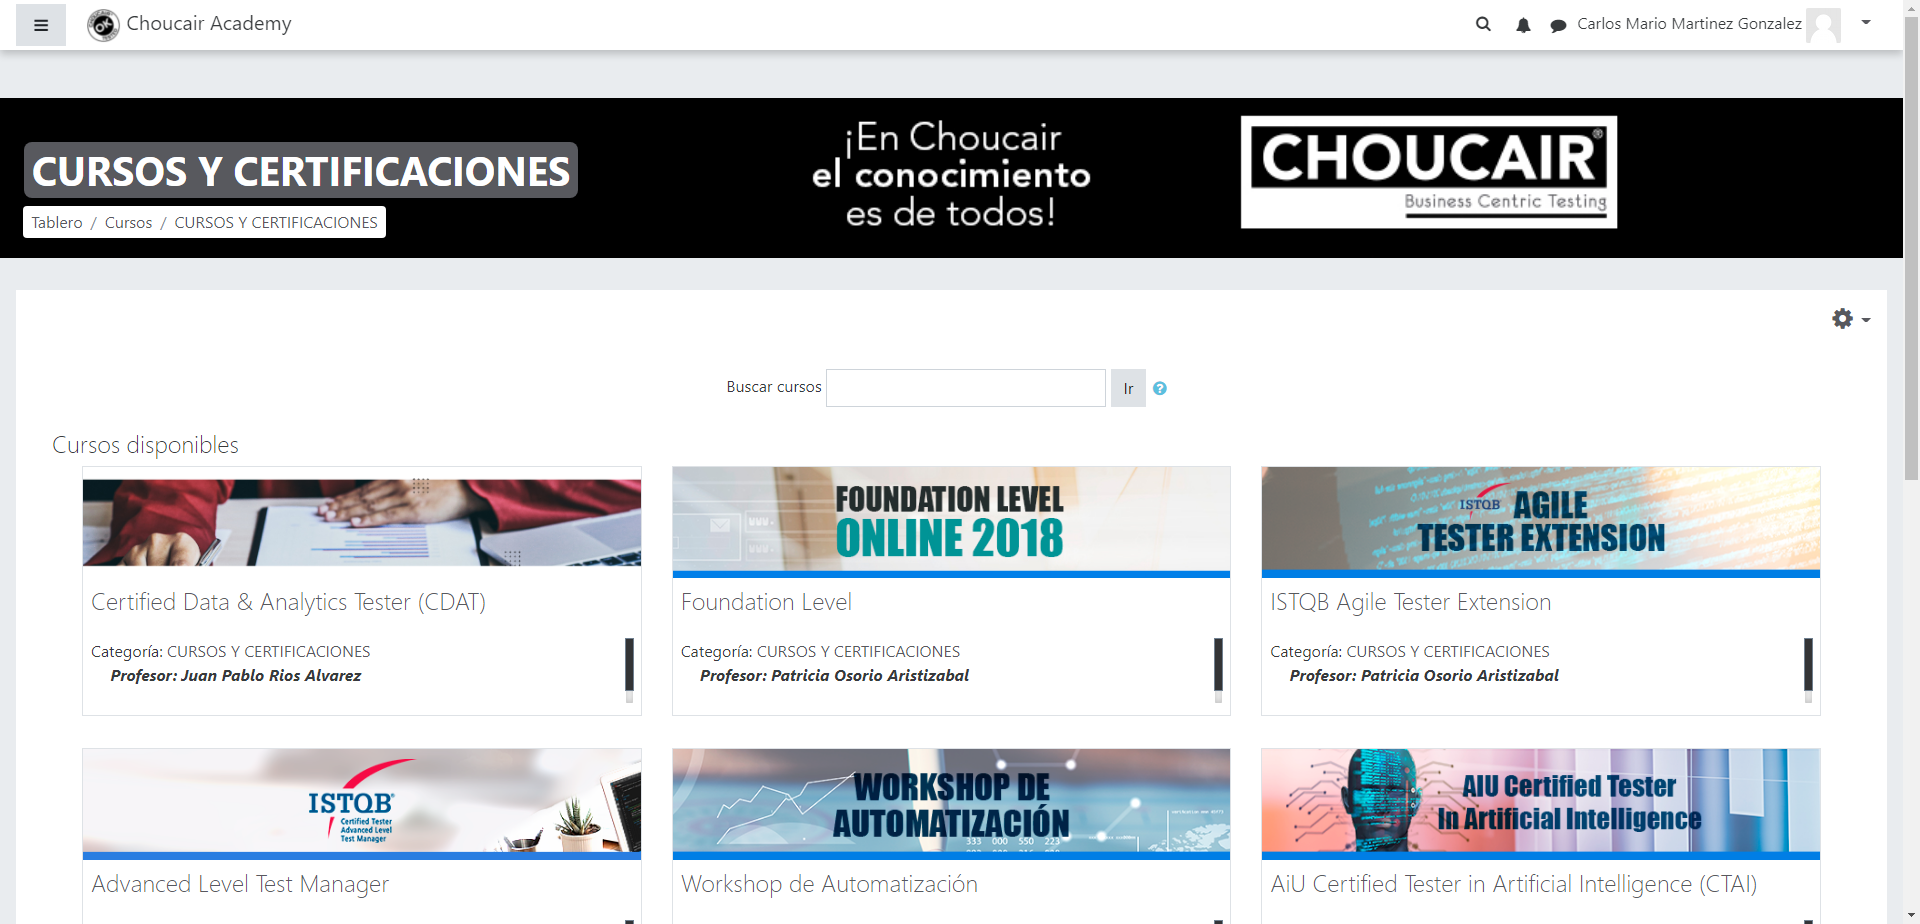 Choucair Academy
Carlos Mario Martinez Gonzalez
CURSOS Y CERTIFICACIONES
Tablero / Cursos / CURSOS Y CERTIFICACIONES
¡En Choucair
el conocimiento
es de todos!
CHOUCAIR®
Business Centric Testing
Buscar cursos
Ir
Cursos disponibles
FOUNDATION LEVEL
ONLINE 2018
ISTQB AGILE
TESTER EXTENSION
Certified Data & Analytics Tester (CDAT)
Categoría: CURSOS Y CERTIFICACIONES
Profesor: Juan Pablo Rios Alvarez
Foundation Level
Categoría: CURSOS Y CERTIFICACIONES
Profesor: Patricia Osorio Aristizabal
ISTQB Agile Tester Extension
Categoría: CURSOS Y CERTIFICACIONES
Profesor: Patricia Osorio Aristizabal
ISTQB®
Certified Tester
Advanced Level
Test Manager
WORKSHOP DE
AUTOMATIZACIÓN
333 000 550 223
AIU Certified Tester
In Artificial Intelligence
Advanced Level Test Manager
Workshop de Automatización
AiU Certified Tester in Artificial Intelligence (CTAI)